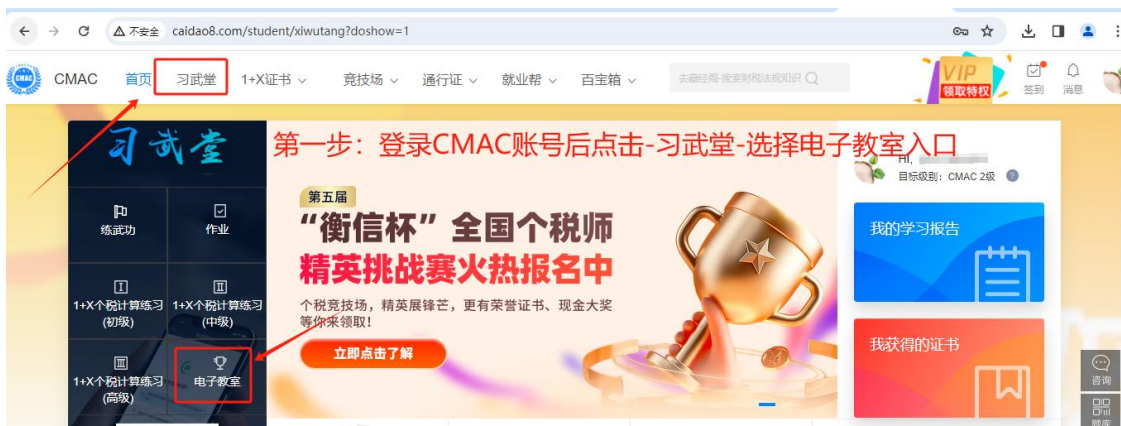 不安全 caidao8.com/student/xiwutang?doshow=1
CMAC CMAC 首页 习武堂 1+X证书 竞技场 通行证 就业帮 百宝箱 去藏经阁-搜索财税法规知识 VIP 领取特权 签到 消息
习武堂
第一步：登录CMAC账号后点击-习武堂-选择电子教室入口
Hi,
目标级别：CMAC 2级 ?
练武功 作业
1+X个税计算练习 (初级)
1+X个税计算练习 (中级)
1+X个税计算练习 (高级)
电子教室
第五届
“衡信杯”全国个税师
精英挑战赛火热报名中
个税竞技场，精英展锋芒，更有荣誉证书、现金大奖
等你来领取！
立即点击了解
我的学习报告
我获得的证书
咨询
题库